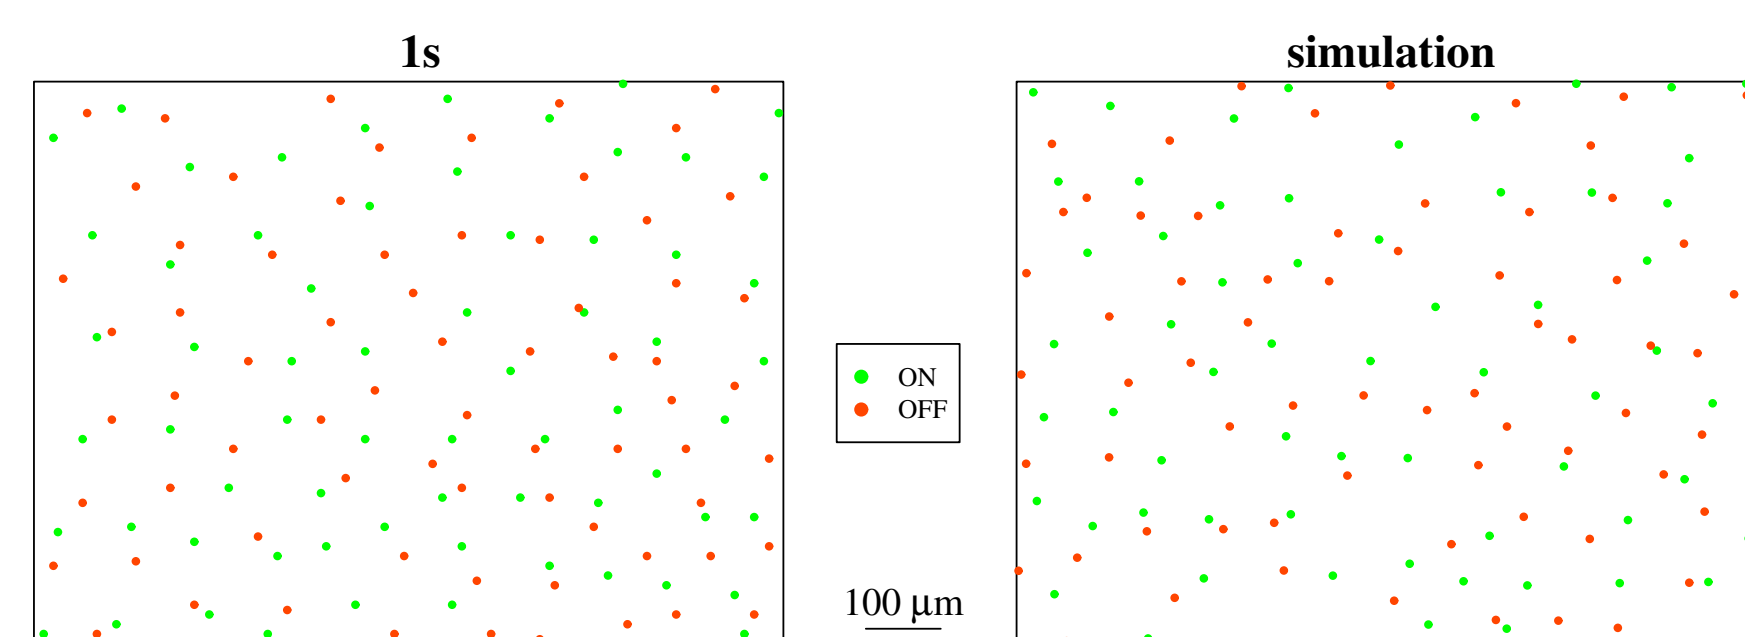 1s
simulation
ON
OFF
100 μm